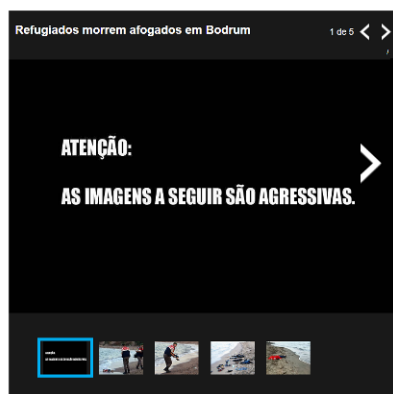 Refugiados morrem afogados em Bodrum
1 de 5
ATENÇÃO:
AS IMAGENS A SEGUIR SÃO AGRESSIVAS.